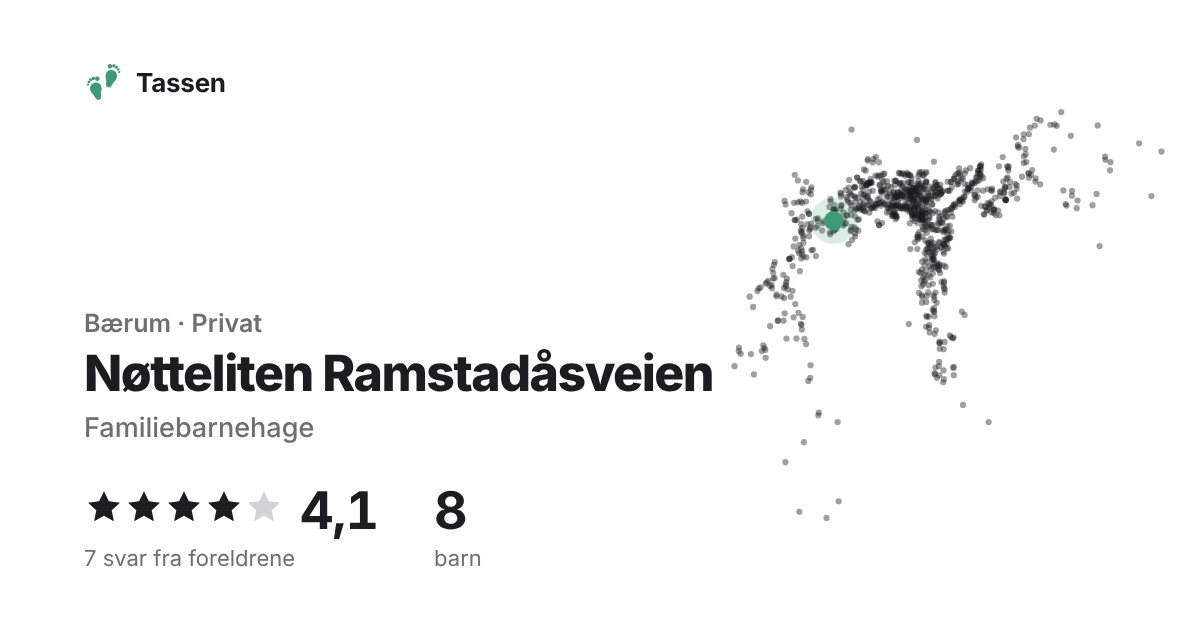 Tassen
Bærum · Privat
Nøtteliten Ramstadåsveien
Familiebarnehage
4,1
8
7 svar fra foreldrene
barn